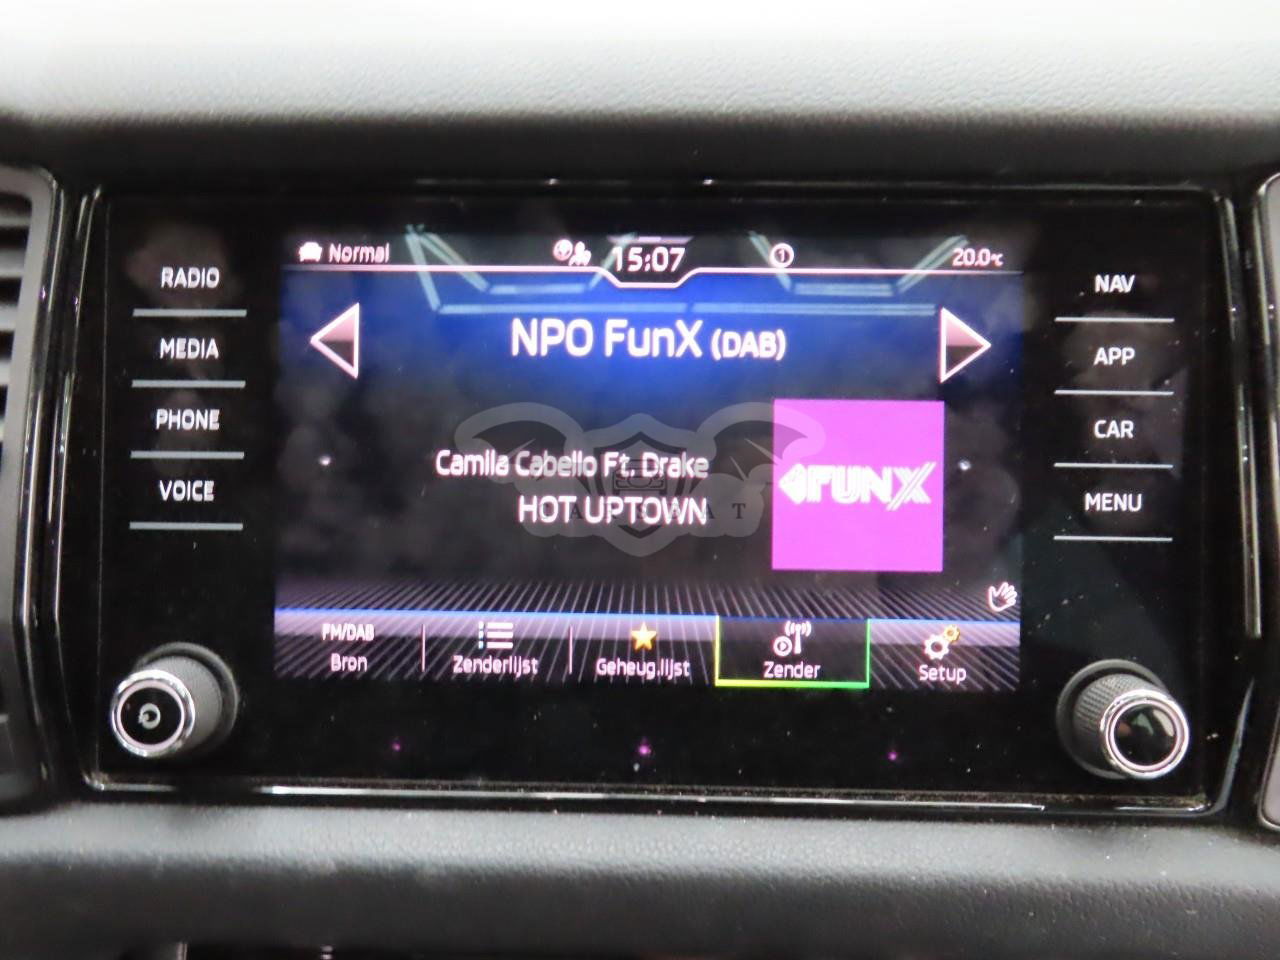 Normal
15:07
1
20.0°C
RADIO
MEDIA
PHONE
VOICE
NAV
APP
CAR
MENU
NPO FunX (DAB)
Camila Cabello Ft. Drake
HOT UPTOWN
FUNX
FM/DAB
Bron
Zenderlijst
Geheug.lijst
Zender
Setup